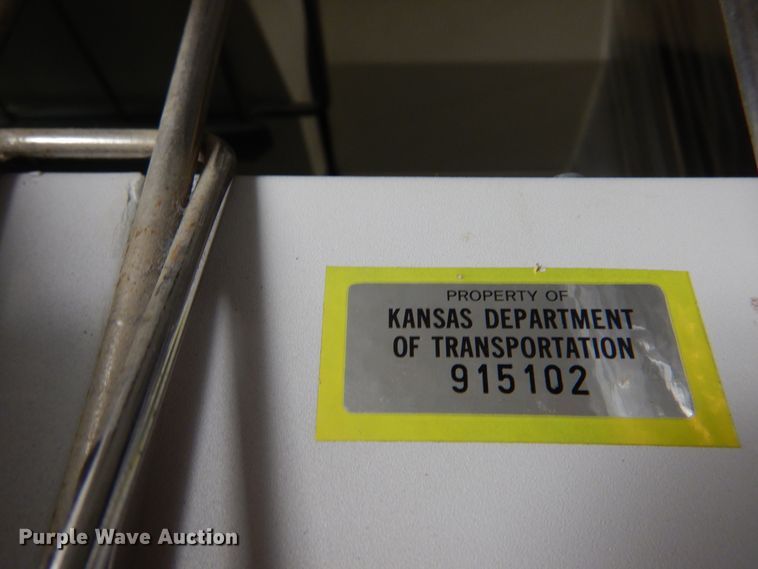 PROPERTY OF
KANSAS DEPARTMENT
OF TRANSPORTATION
915102
Purple Wave Auction